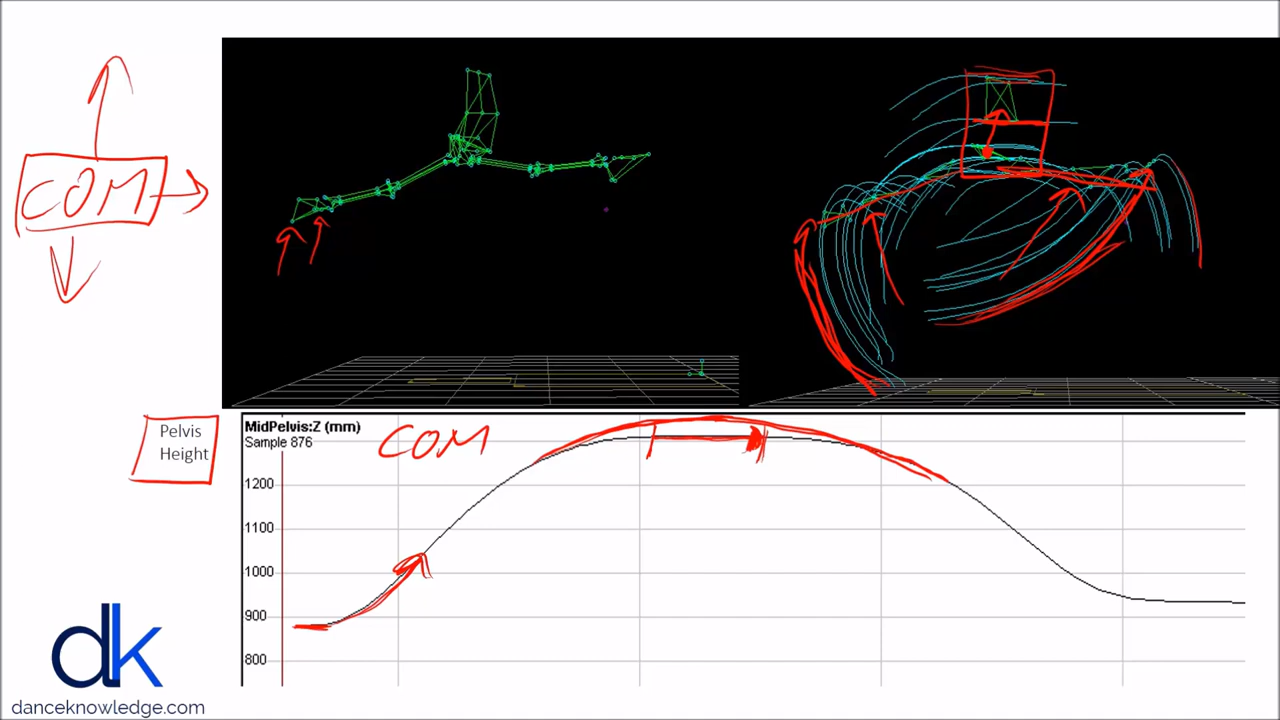 COM
Pelvis
Height
MidPelvis:Z (mm)
Sample 876
COM
1200
1100
1000
900
800
dk
danceknowledge.com